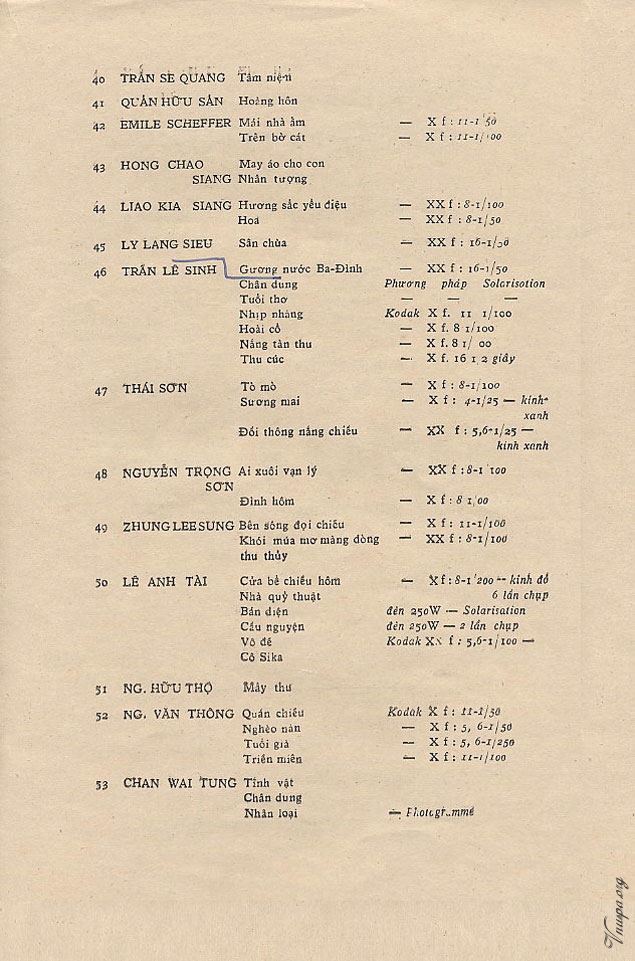 40 TRẦN SE QUANG Tâm niệm
41 QUẢN HỮU SẢN Hoàng hôn
42 EMILE SCHEFFER Mái nhà ấm — X f : 11-1 50
Trên bờ cát — X f : 11-1/100
43 HONG CHAO May áo cho con
SIANG Nhân tượng
44 LIAO KIA SIANG Hương sắc yểu điệu — XX f : 8-1/100
Hoa — XX f : 8-1/50
45 LY LANG SIEU Sân chùa — XX f : 16-1/50
46 TRẦN LÊ SINH Gương nước Ba-Đình — XX f : 16-1/50
Chân dung Phương pháp Solarisation
Tuổi thơ — — —
Nhịp nhàng Kodak X f. 11 1/100
Hoài cổ — X f. 8 1/100
Nắng tàn thu — X f. 8 1/ 00
Thu cúc — X f. 16 1 2 giây
47 THÁI SƠN Tò mò — X f : 8-1/100
Sương mai — X f : 4-1/25 — kính
xanh
Đồi thông nắng chiều — XX f : 5,6-1/25 —
kính xanh
48 NGUYỄN TRỌNG Ai xuôi vạn lý — XX f : 8-1 100
SƠN
Đình hôm — X f : 8 1/00
49 ZHUNG LEE SUNG Bến sông đợi chiều — X f : 11-1/100
Khói múa mơ màng dòng — XX f : 8-1/100
thu thủy
50 LÊ ANH TÀI Cửa bể chiều hôm — X f : 8-1 200 — kính đỏ
Nhà quỷ thuật 6 lần chụp
Bán diện đèn 250W — Solarisation
Cầu nguyện đèn 250W — 2 lần chụp
Vô đề Kodak XX f : 5,6-1/100 —
Cô Sika
51 NG. HỮU THỌ Mây thư
52 NG. VĂN THÔNG Quán chiều Kodak X f : 11-1/50
Nghèo nàn — X f : 5, 6-1/50
Tuổi già — X f : 5, 6-1/250
Triền miên — X f : 11-1/100
53 CHAN WAI TUNG Tĩnh vật
Chân dung
Nhân loại — Photogramme
Vnupa.org